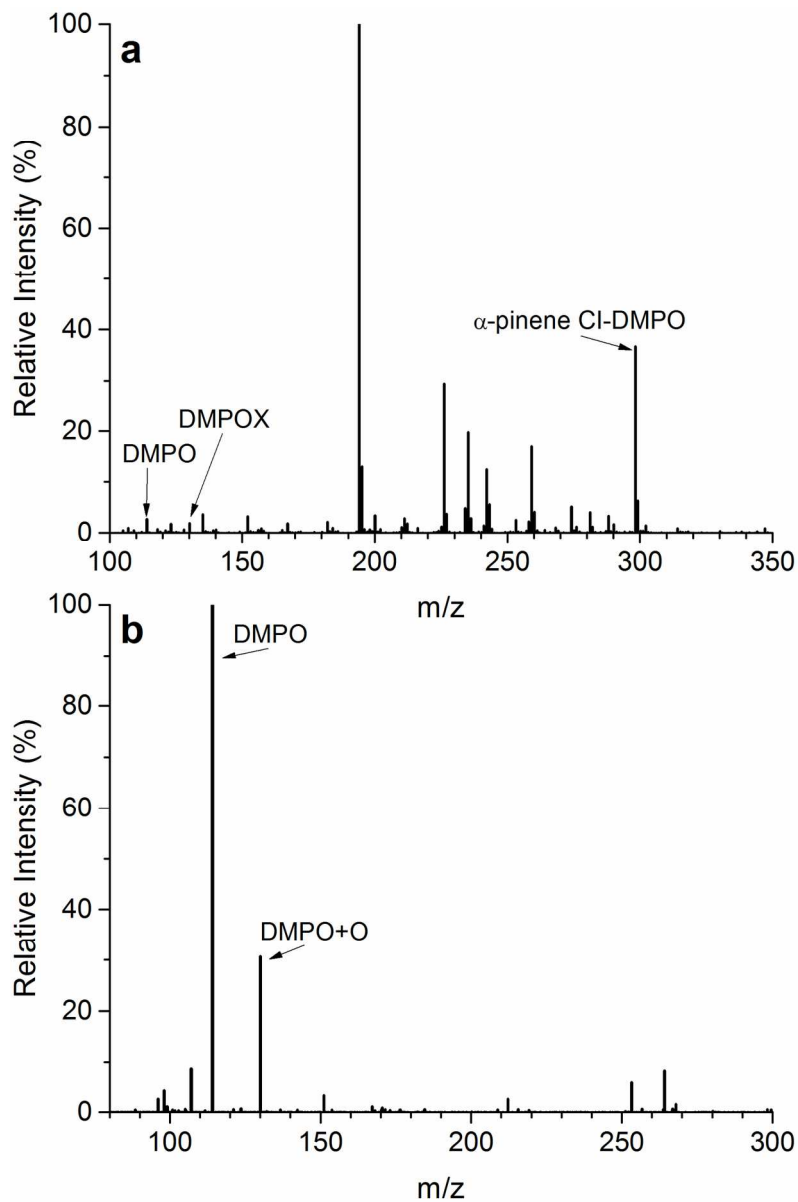 a
100
80
60
40
20
0
Relative Intensity (%)
α-pinene CI-DMPO
DMPOX
DMPO
100 150 200 250 300 350
m/z
b
100
80
60
40
20
0
Relative Intensity (%)
DMPO
DMPO+O
100 150 200 250 300
m/z